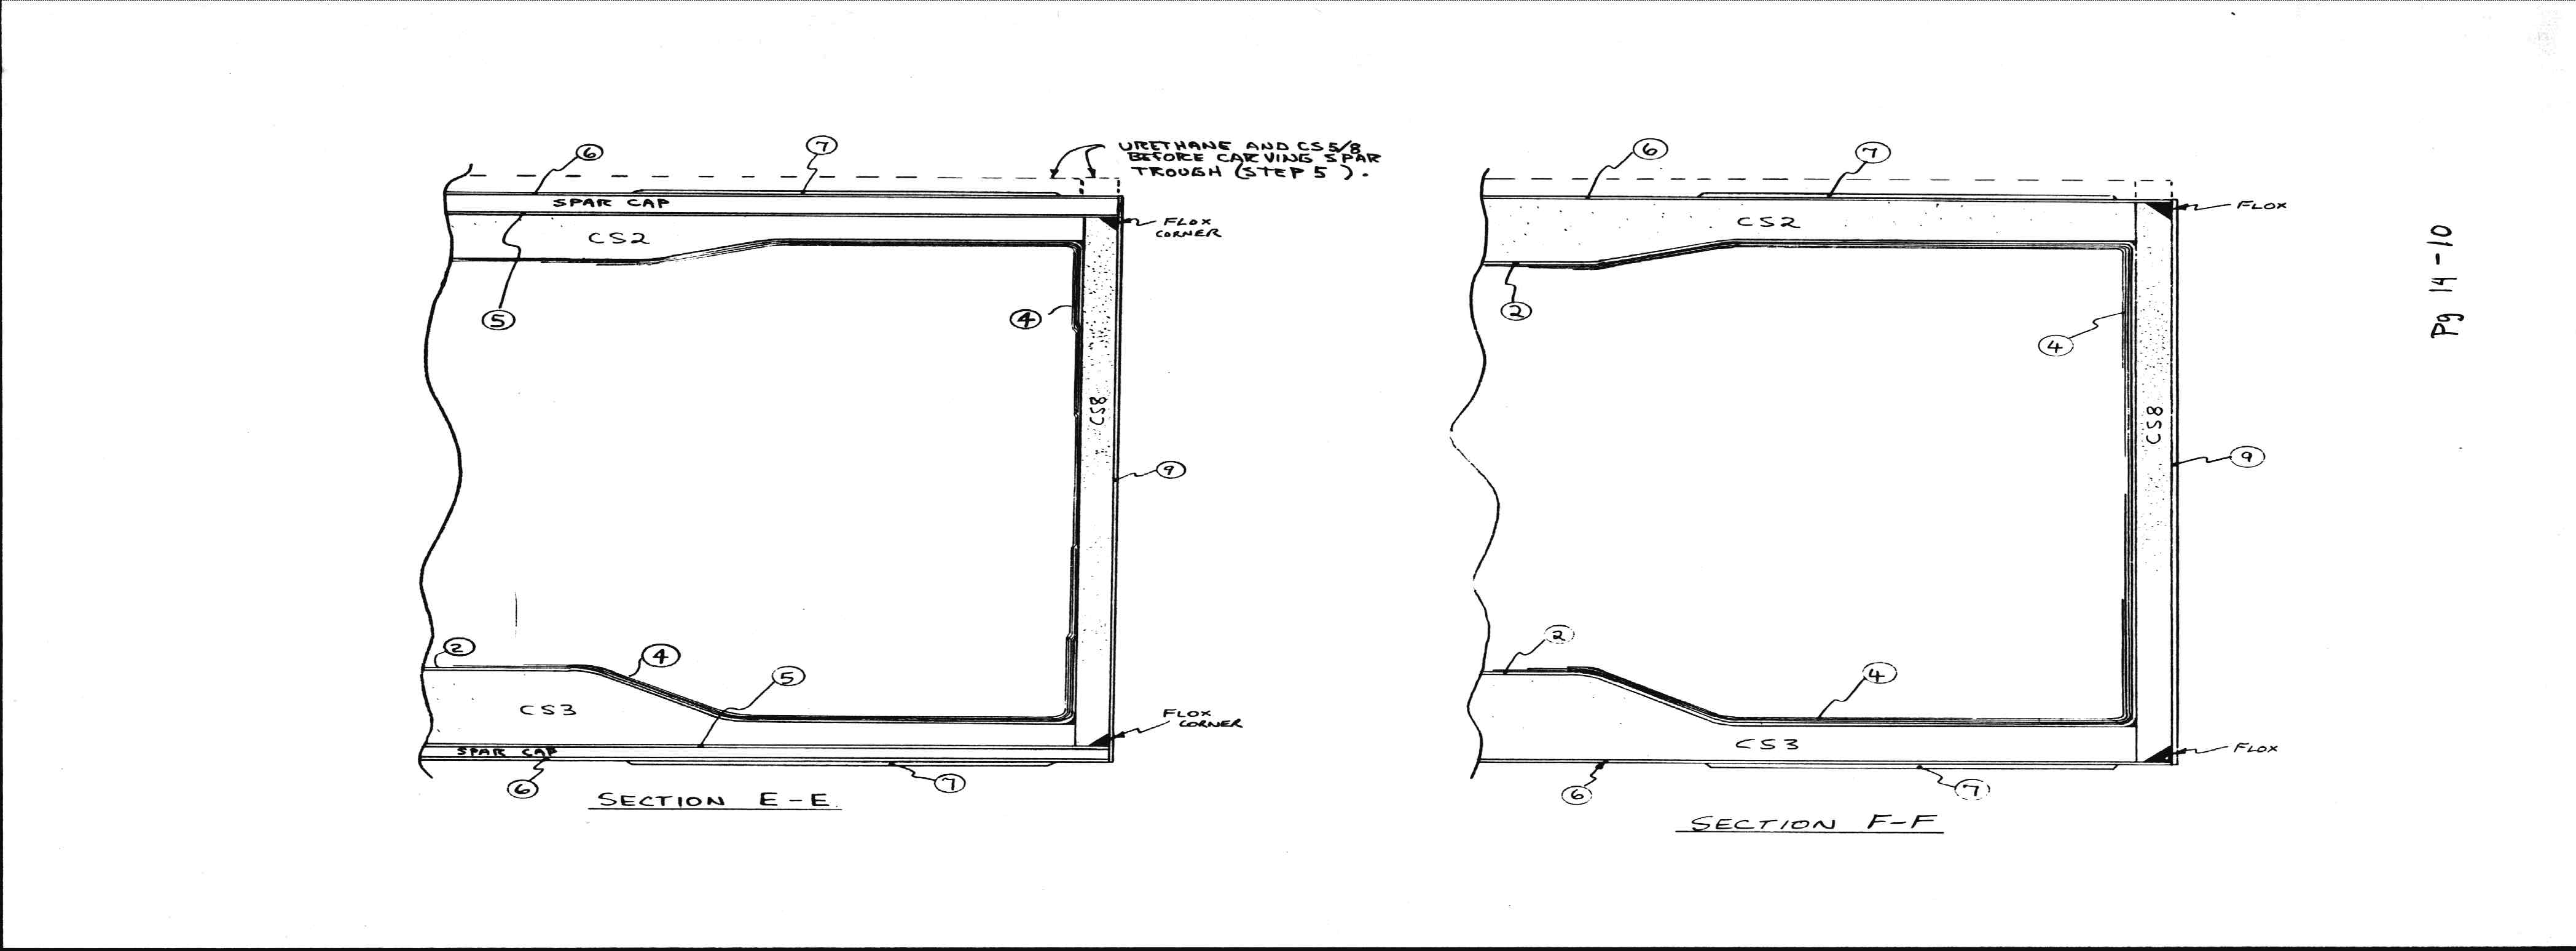 6
7
URETHANE AND CS5/8
BEFORE CARVING SPAR
TROUGH (STEP 5).
SPAR CAP
FLOX
CORNER
CS2
5
4
CS8
9
2
4
5
CS3
FLOX
CORNER
SPAR CAP
6
7
SECTION E-E.
6
7
FLOX
CS2
2
4
CS8
9
2
4
CS3
FLOX
6
7
SECTION F-F
Pg 14-10